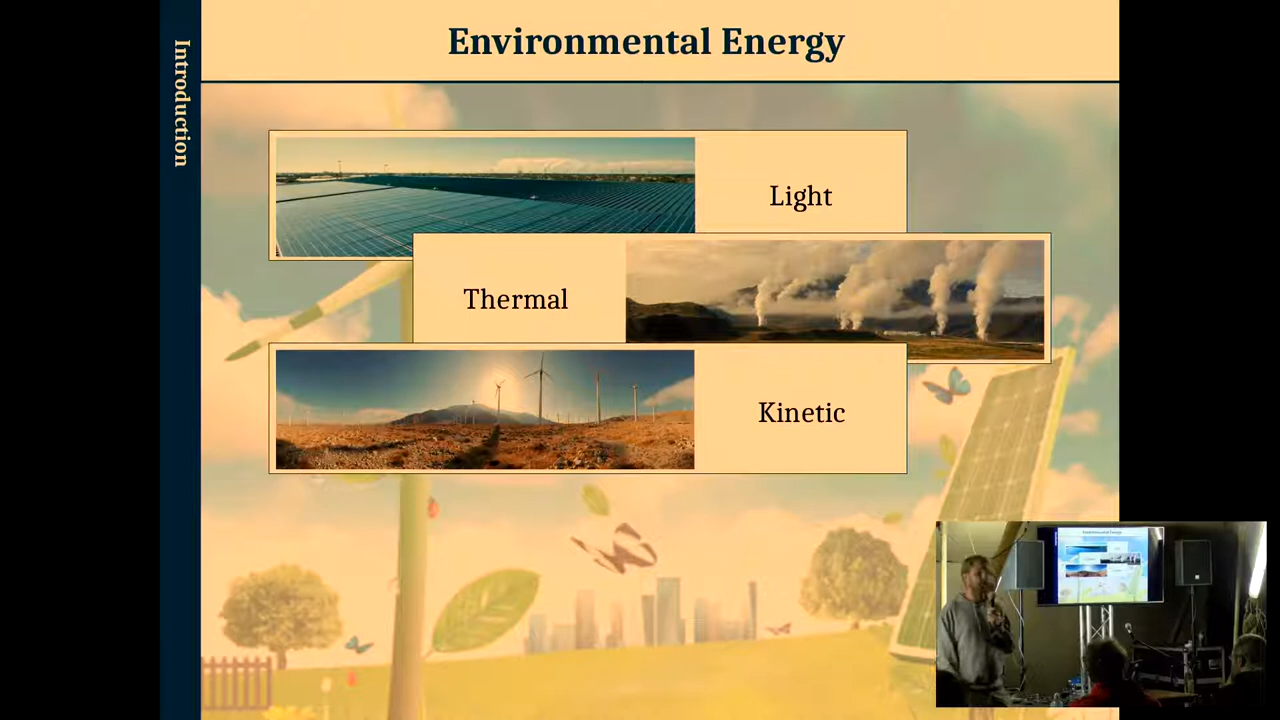 Environmental Energy
Introduction
Light
Thermal
Kinetic